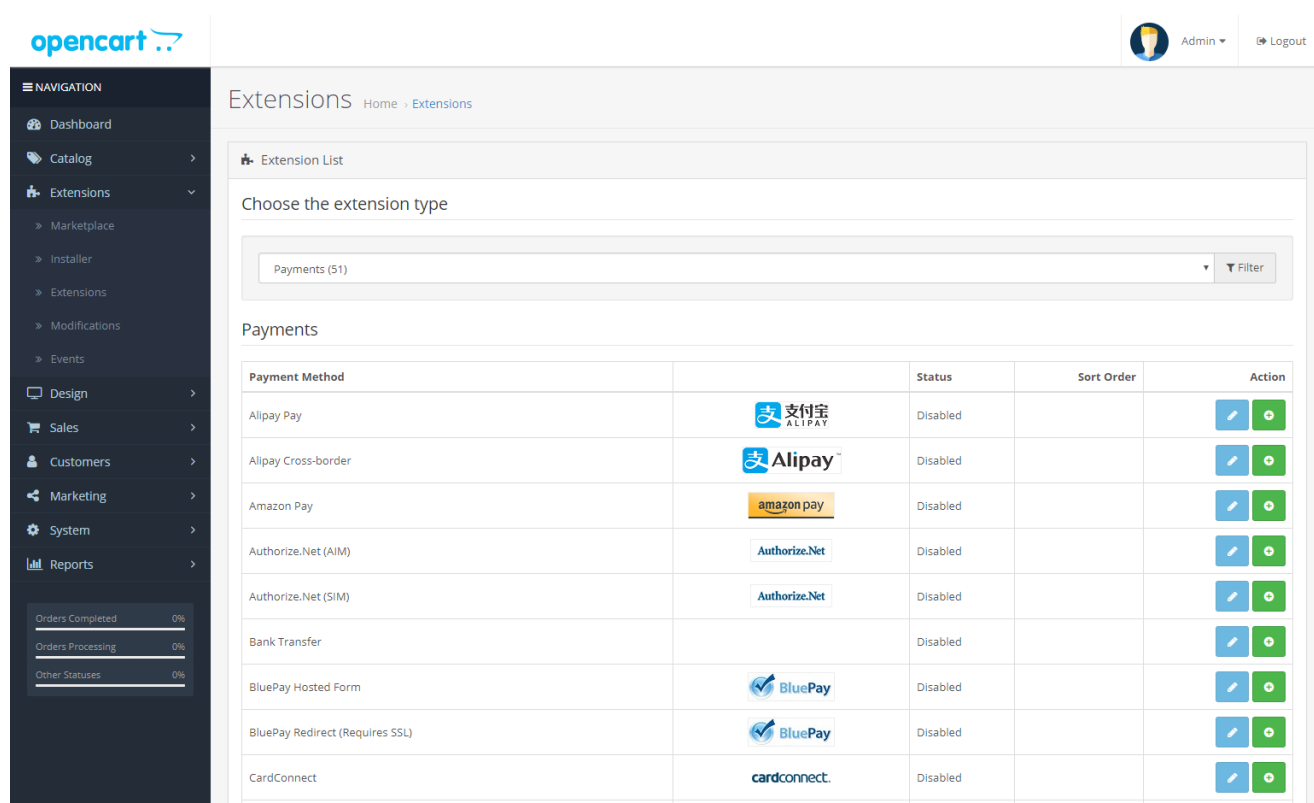 opencart
Admin
Logout
NAVIGATION
Extensions Home › Extensions
Dashboard
Catalog
Extensions
» Marketplace
» Installer
» Extensions
» Modifications
» Events
Design
Sales
Customers
Marketing
System
Reports
Orders Completed 0%
Orders Processing 0%
Other Statuses 0%
Extension List
Choose the extension type
Payments (51)
Filter
Payments
Payment Method Status Sort Order Action
Alipay Pay 支 支付宝 ALIPAY Disabled
Alipay Cross-border 支 Alipay™ Disabled
Amazon Pay amazon pay Disabled
Authorize.Net (AIM) Authorize.Net Disabled
Authorize.Net (SIM) Authorize.Net Disabled
Bank Transfer Disabled
BluePay Hosted Form BluePay Disabled
BluePay Redirect (Requires SSL) BluePay Disabled
CardConnect cardconnect. Disabled